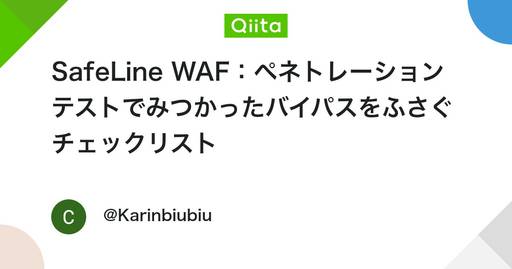 Qiita
SafeLine WAF：ペネトレーション
テストでみつかったバイパスをふさぐ
チェックリスト
C
@Karinbiubiu